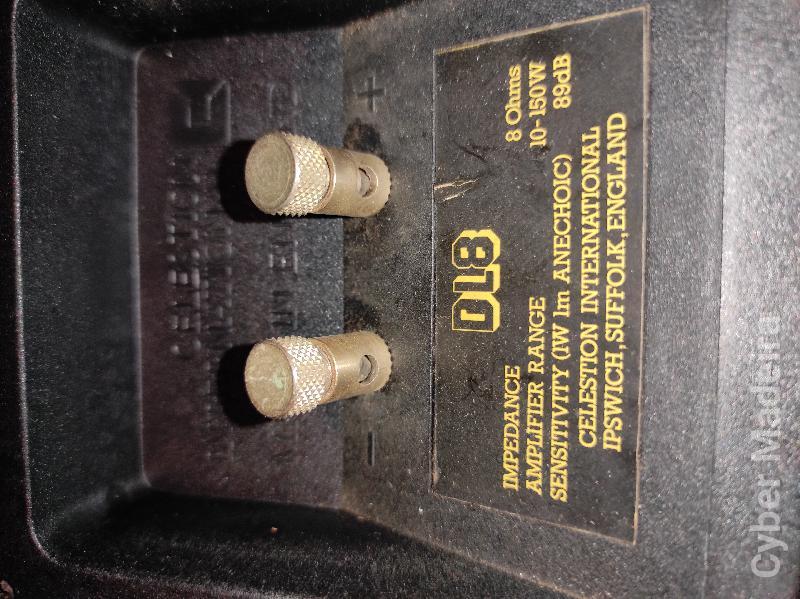 CELESTION
+
-
DL8
IMPEDANCE 8 Ohms
AMPLIFIER RANGE 10-150W
SENSITIVITY (1W 1m ANECHOIC) 89dB
CELESTION INTERNATIONAL
IPSWICH, SUFFOLK, ENGLAND
Cyber Madeira